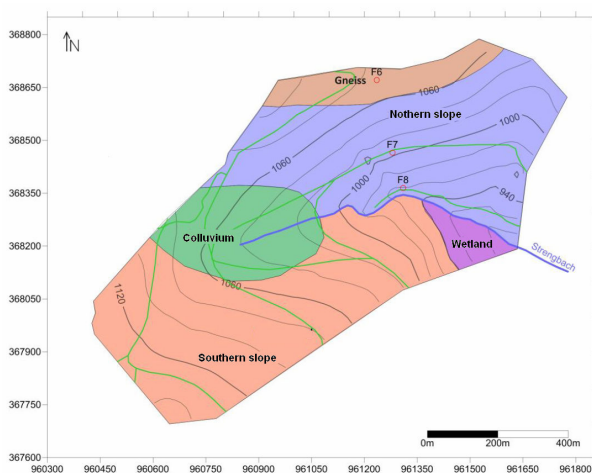 368800
N
F6
368650
Gneiss
1060
Nothern slope
1000
368500
F7
1060
F8
368350
1000
940
Colluvium
368200
Wetland
Strengbach
368050
1120
1060
367900
Southern slope
367750
0m 200m 400m
367600
960300 960450 960600 960750 960900 961050 961200 961350 961500 961650 961800